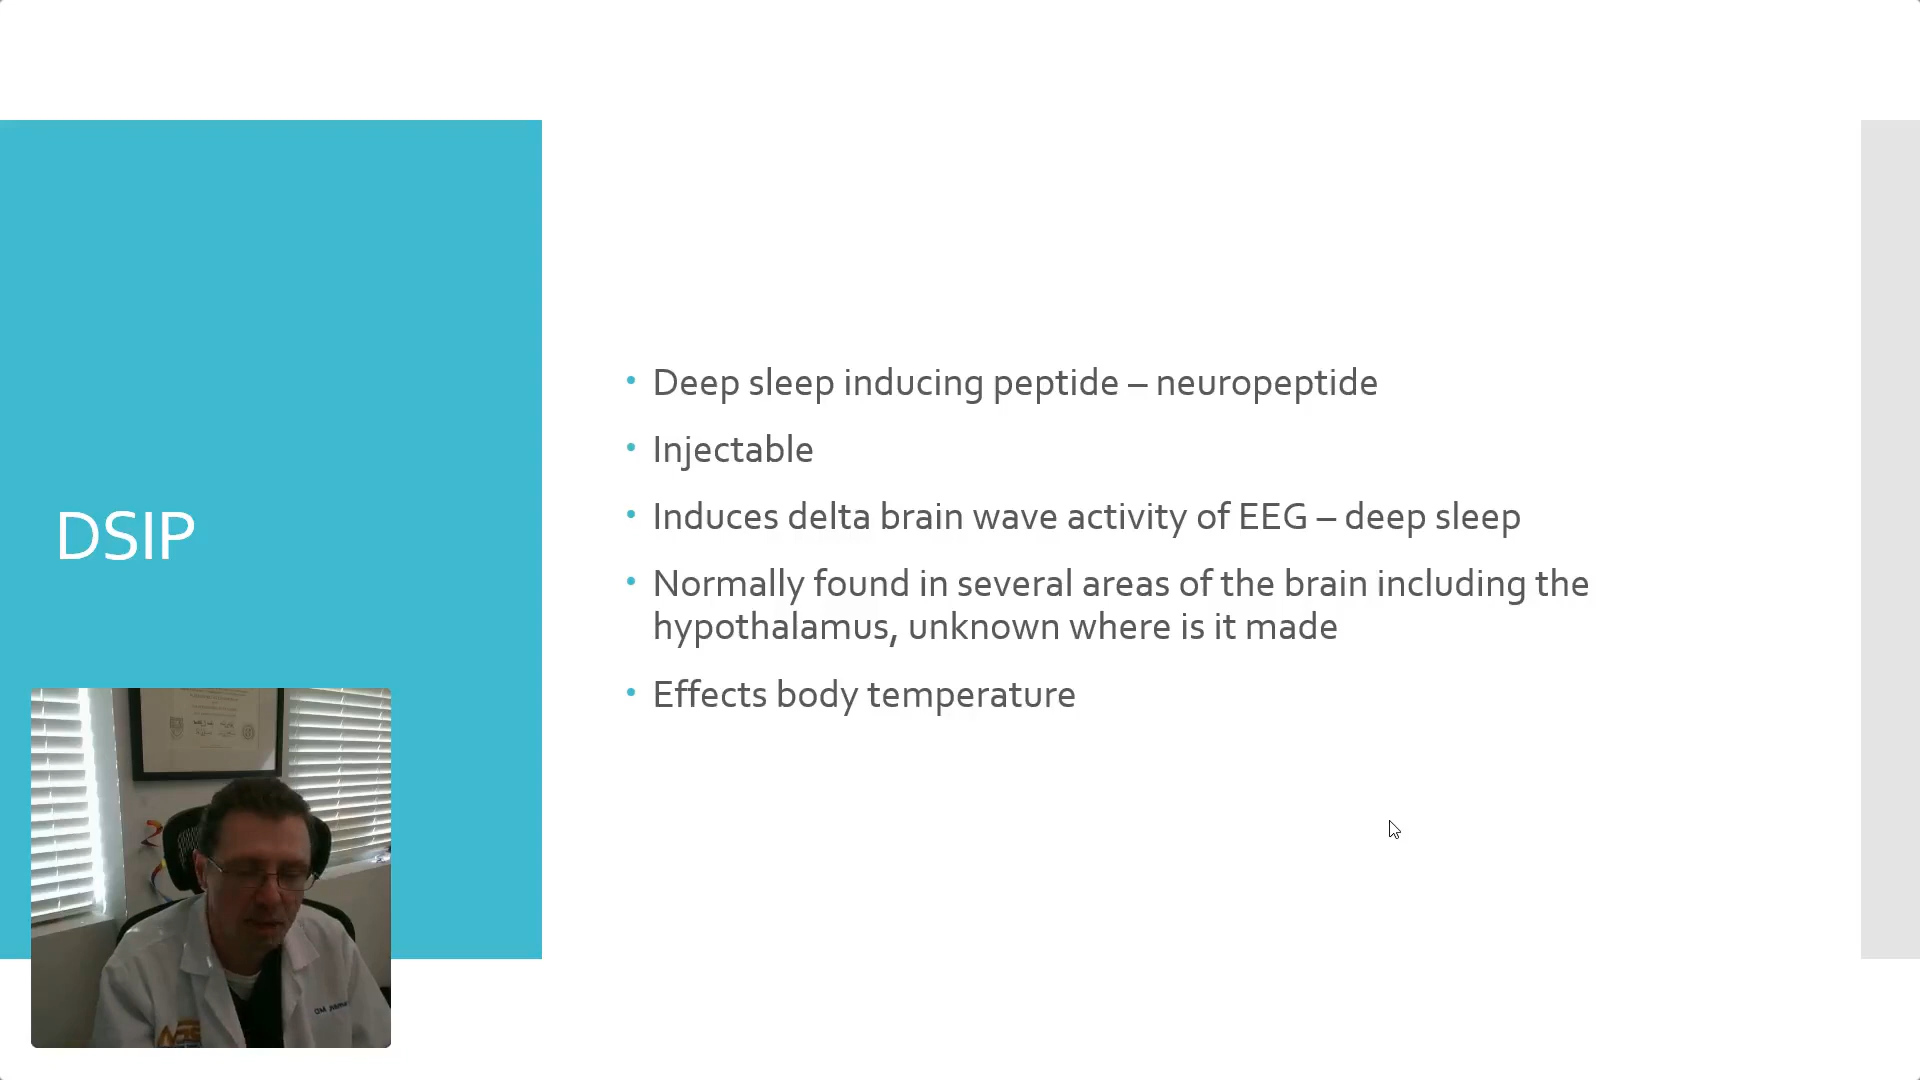 DSIP
• Deep sleep inducing peptide – neuropeptide
• Injectable
• Induces delta brain wave activity of EEG – deep sleep
• Normally found in several areas of the brain including the
hypothalamus, unknown where is it made
• Effects body temperature